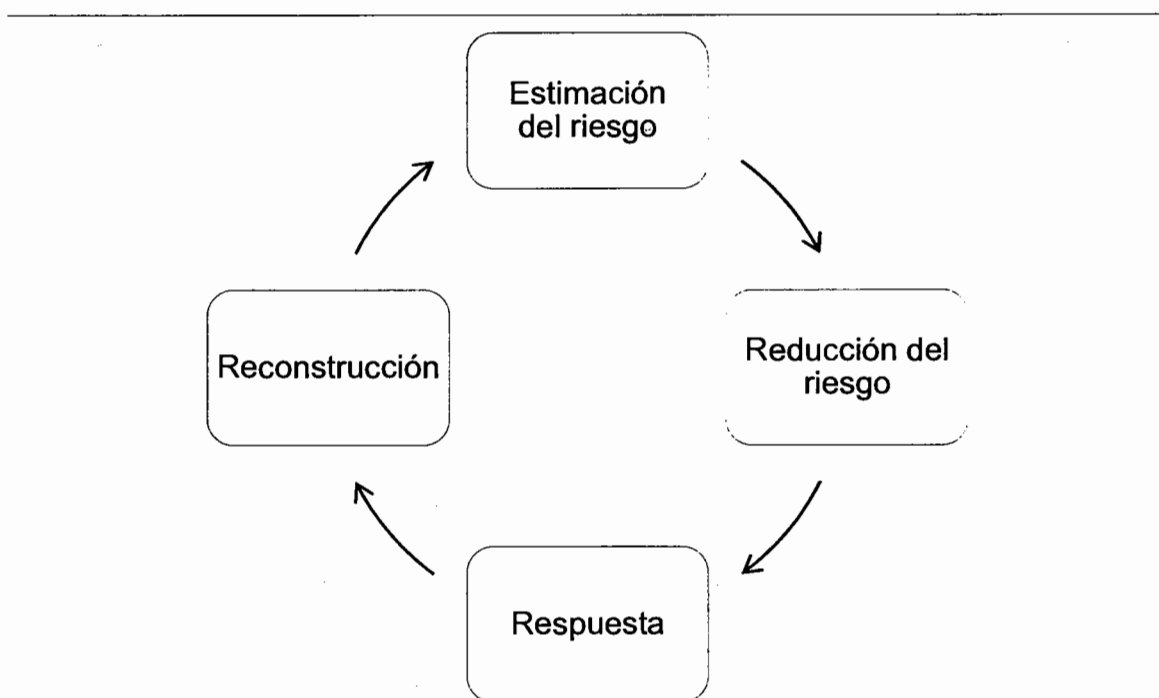 Estimación
del riesgo
Reducción del
riesgo
Respuesta
Reconstrucción